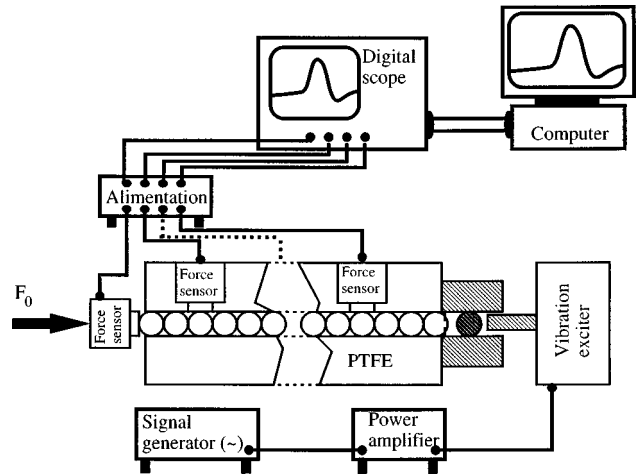 Digital
scope
Computer
Alimentation
F0
Force
sensor
Force
sensor
Force
sensor
PTFE
Vibration
exciter
Signal
generator (~)
Power
amplifier